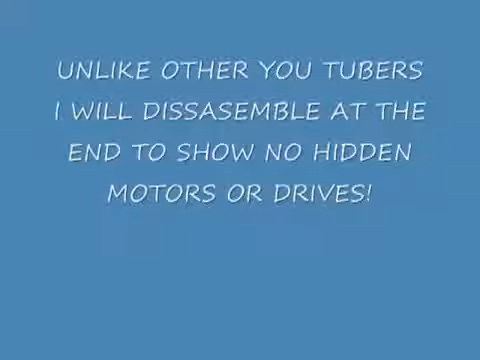 UNLIKE OTHER YOU TUBERS
I WILL DISSASEMBLE AT THE
END TO SHOW NO HIDDEN
MOTORS OR DRIVES!